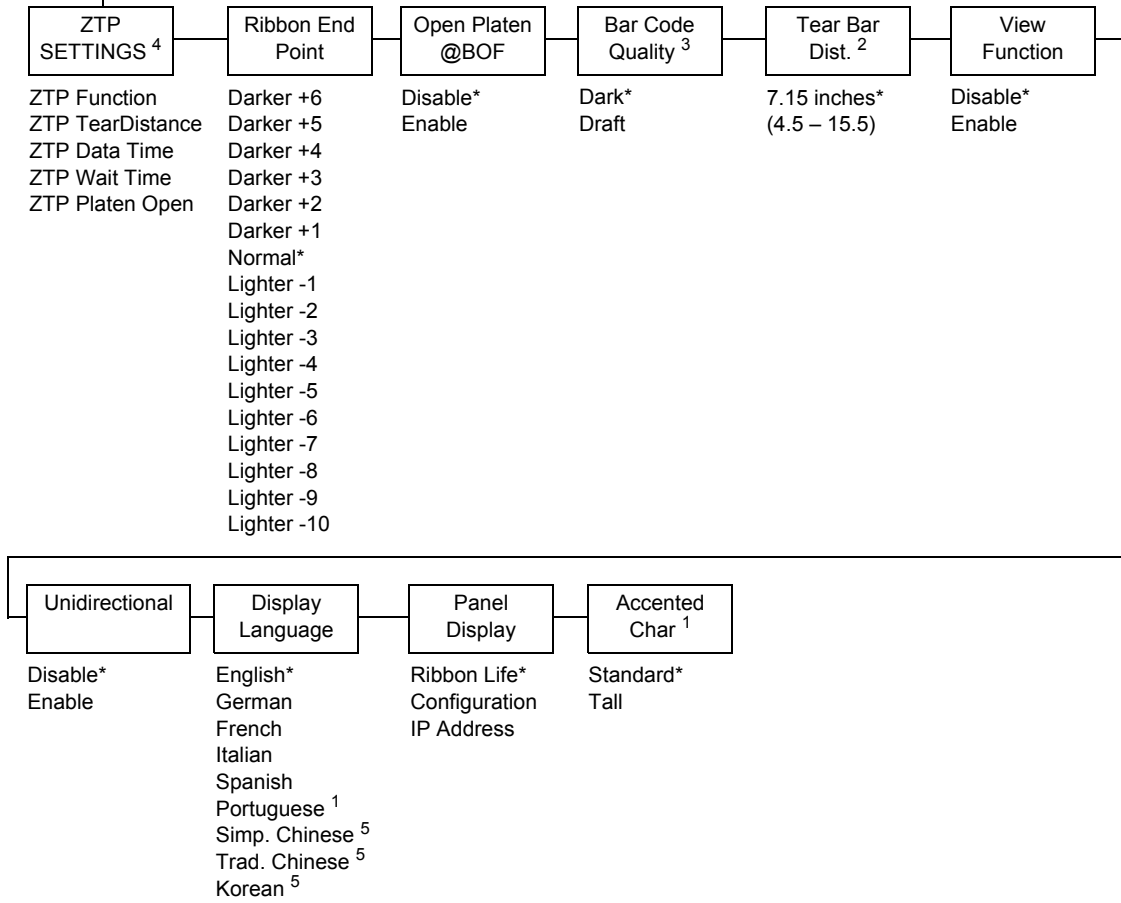 ZTP
SETTINGS 4
ZTP Function
ZTP TearDistance
ZTP Data Time
ZTP Wait Time
ZTP Platen Open
Ribbon End
Point
Darker +6
Darker +5
Darker +4
Darker +3
Darker +2
Darker +1
Normal*
Lighter -1
Lighter -2
Lighter -3
Lighter -4
Lighter -5
Lighter -6
Lighter -7
Lighter -8
Lighter -9
Lighter -10
Open Platen
@BOF
Disable*
Enable
Bar Code
Quality 3
Dark*
Draft
Tear Bar
Dist. 2
7.15 inches*
(4.5 – 15.5)
View
Function
Disable*
Enable
Unidirectional
Disable*
Enable
Display
Language
English*
German
French
Italian
Spanish
Portuguese 1
Simp. Chinese 5
Trad. Chinese 5
Korean 5
Panel
Display
Ribbon Life*
Configuration
IP Address
Accented
Char 1
Standard*
Tall